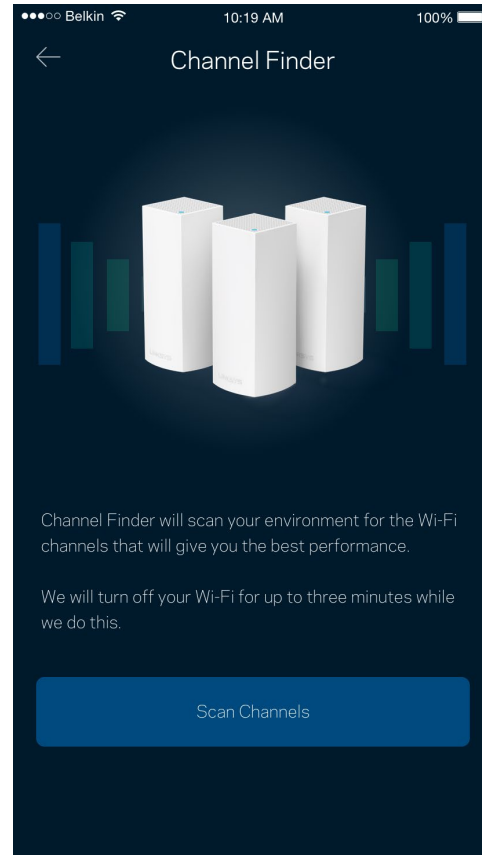 ●●●○○ Belkin 10:19 AM 100%
Channel Finder
Channel Finder will scan your environment for the Wi-Fi
channels that will give you the best performance.
We will turn off your Wi-Fi for up to three minutes while
we do this.
Scan Channels